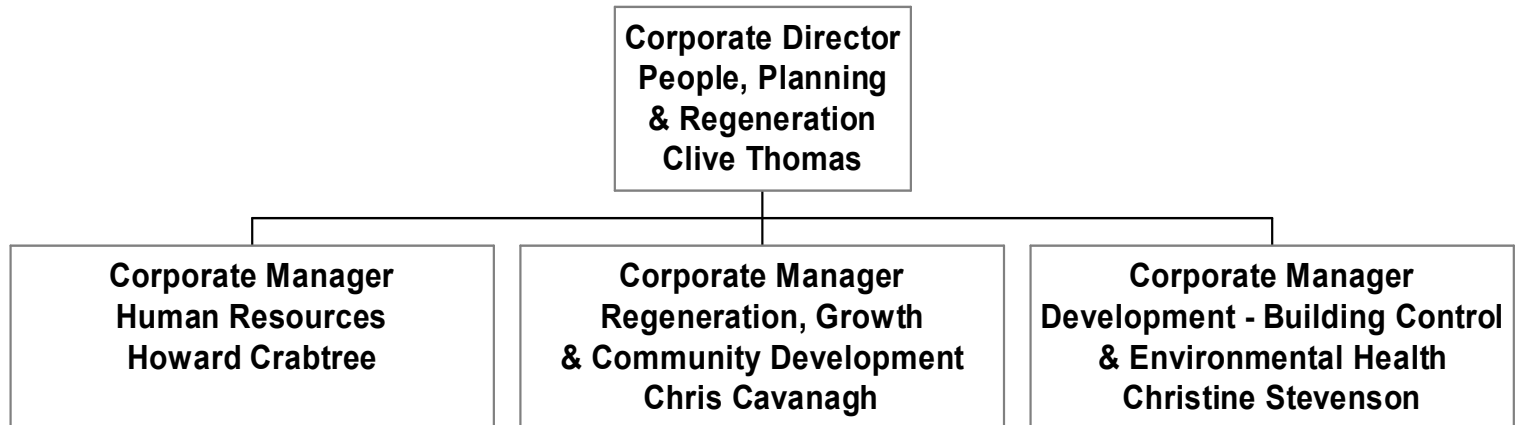 Corporate Director
People, Planning
& Regeneration
Clive Thomas
Corporate Manager
Human Resources
Howard Crabtree
Corporate Manager
Regeneration, Growth
& Community Development
Chris Cavanagh
Corporate Manager
Development - Building Control
& Environmental Health
Christine Stevenson